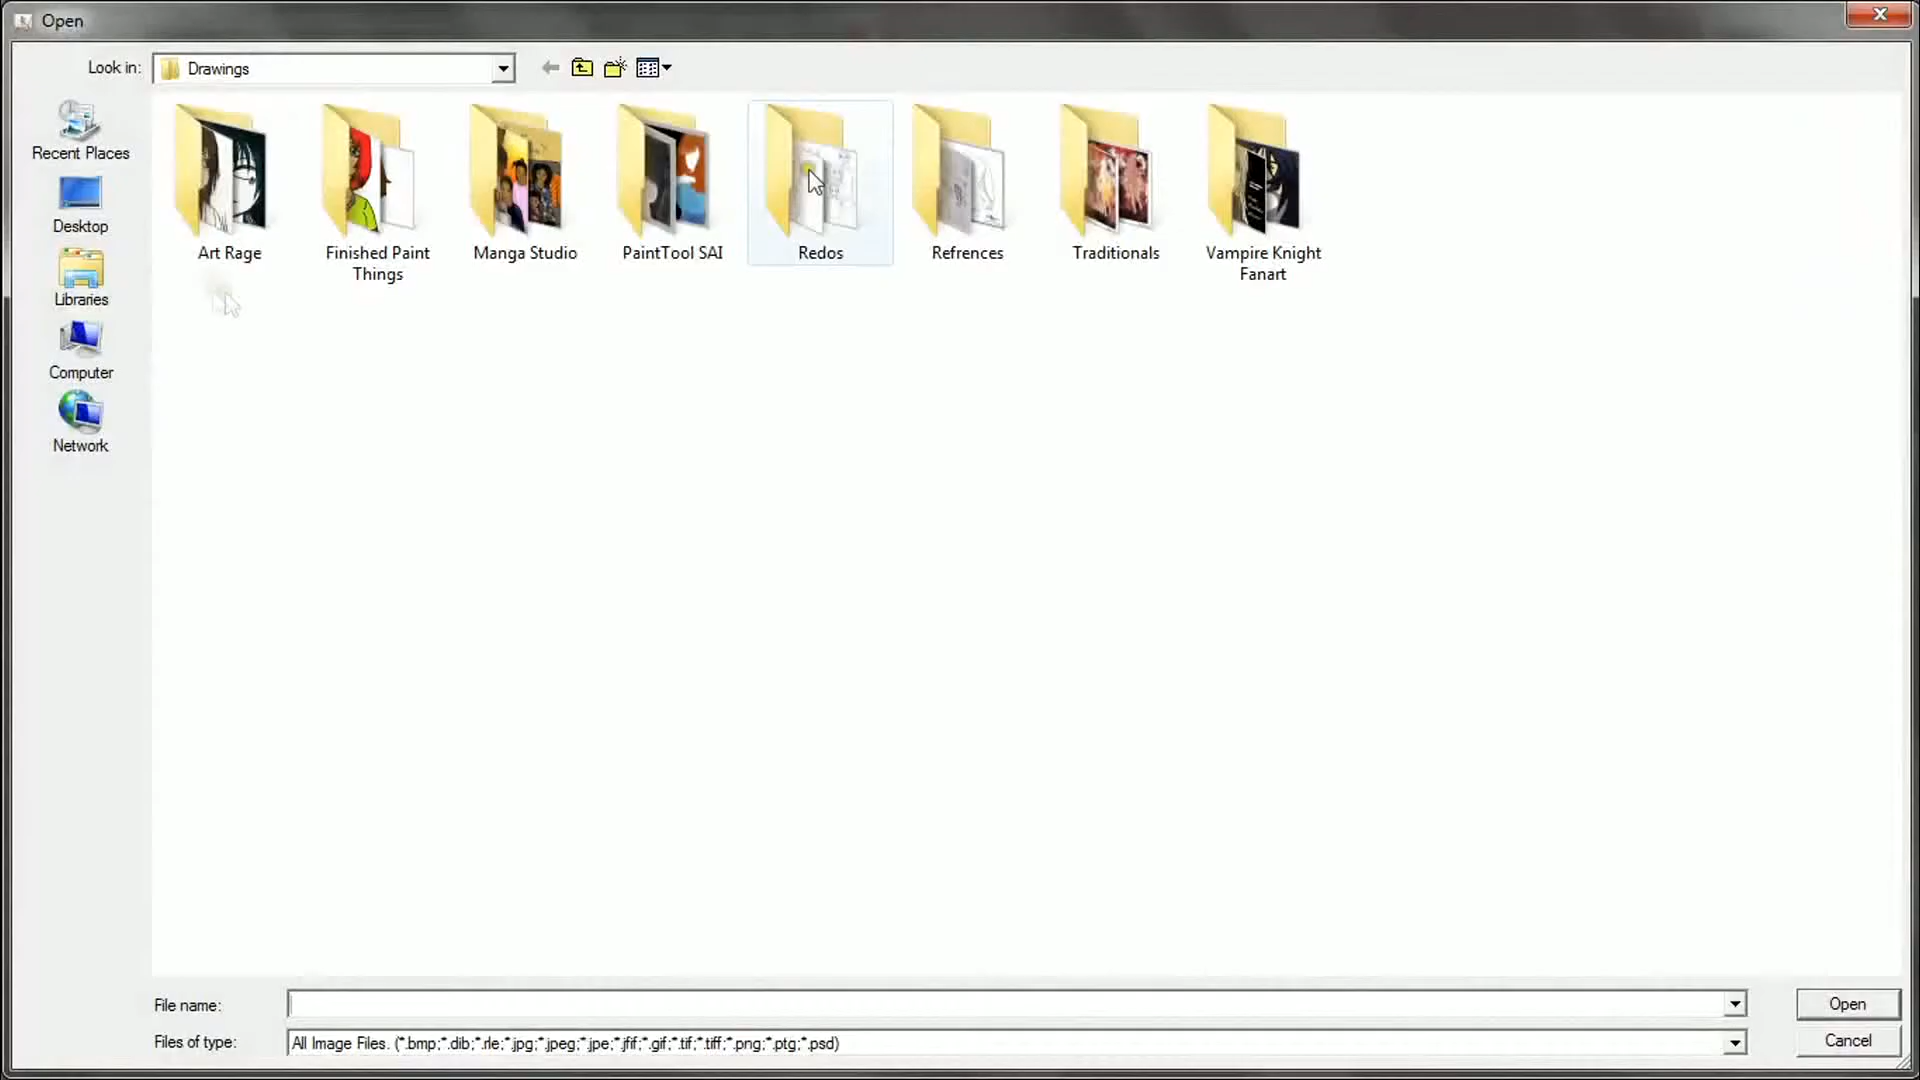 Open
Look in: Drawings
Recent Places
Desktop
Libraries
Computer
Network
Art Rage
Finished Paint
Things
Manga Studio
PaintTool SAI
Redos
Refrences
Traditionals
Vampire Knight
Fanart
File name:
Open
Files of type: All Image Files. (*.bmp;*.dib;*.rle;*.jpg;*.jpeg;*.jpe;*.jfif;*.gif;*.tif;*.tiff;*.png;*.ptg;*.psd)
Cancel